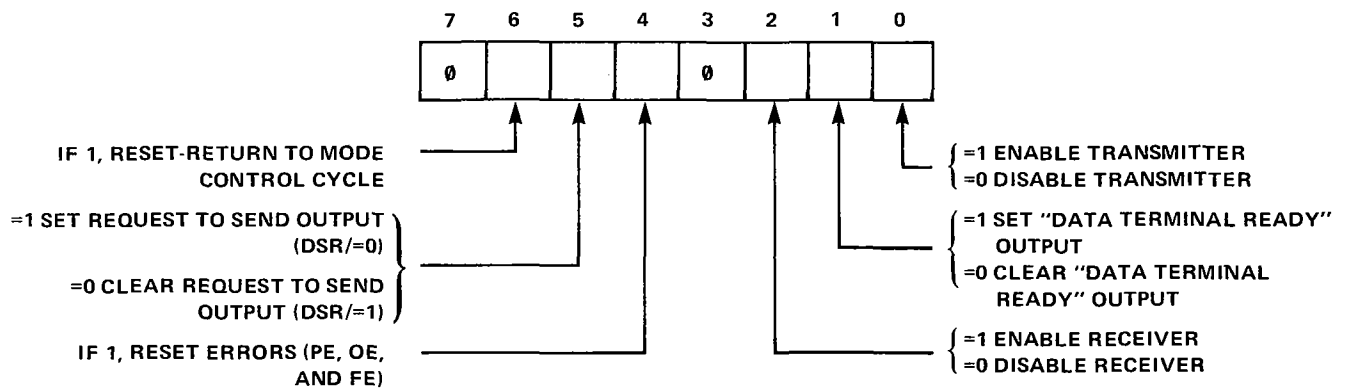 7 6 5 4 3 2 1 0
Ø Ø
IF 1, RESET-RETURN TO MODE
CONTROL CYCLE
=1 SET REQUEST TO SEND OUTPUT
(DSR/=0)
=0 CLEAR REQUEST TO SEND
OUTPUT (DSR/=1)
IF 1, RESET ERRORS (PE, OE,
AND FE)
=1 ENABLE TRANSMITTER
=0 DISABLE TRANSMITTER
=1 SET "DATA TERMINAL READY"
OUTPUT
=0 CLEAR "DATA TERMINAL
READY" OUTPUT
=1 ENABLE RECEIVER
=0 DISABLE RECEIVER